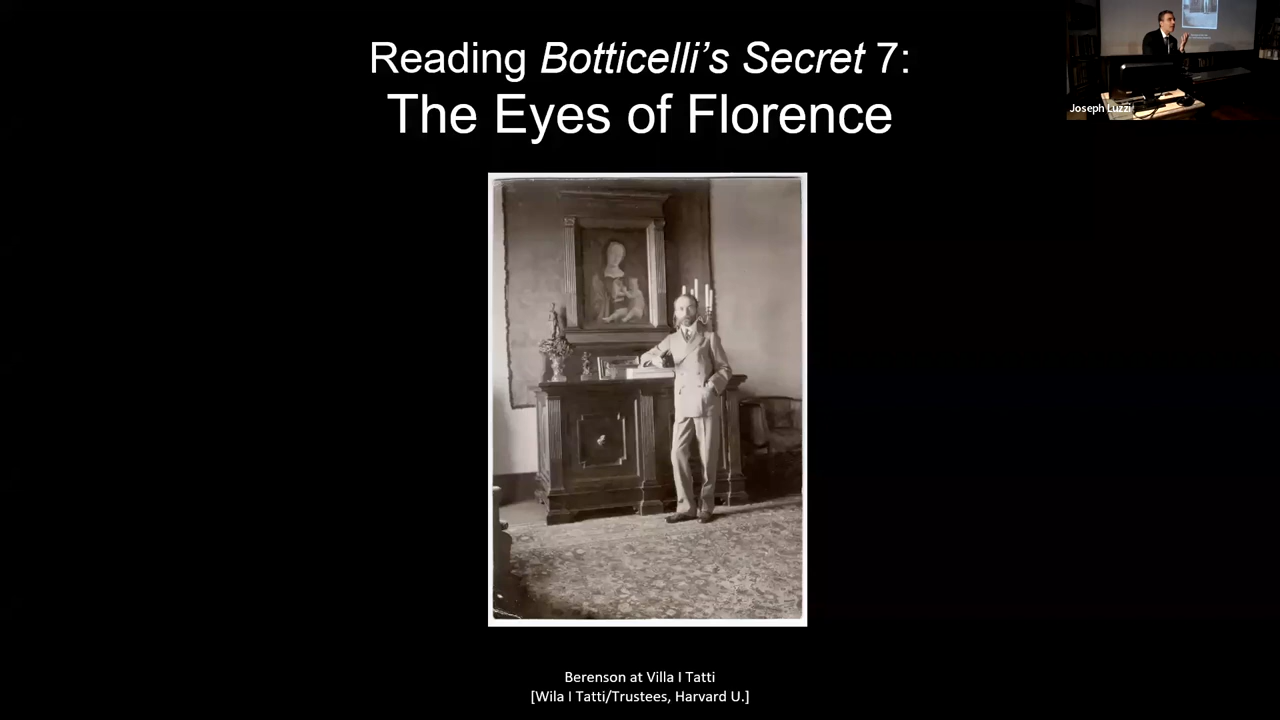 Reading Botticelli's Secret 7:
The Eyes of Florence
Joseph Luzzi
Berenson at Villa I Tatti
[Wila I Tatti/Trustees, Harvard U.]